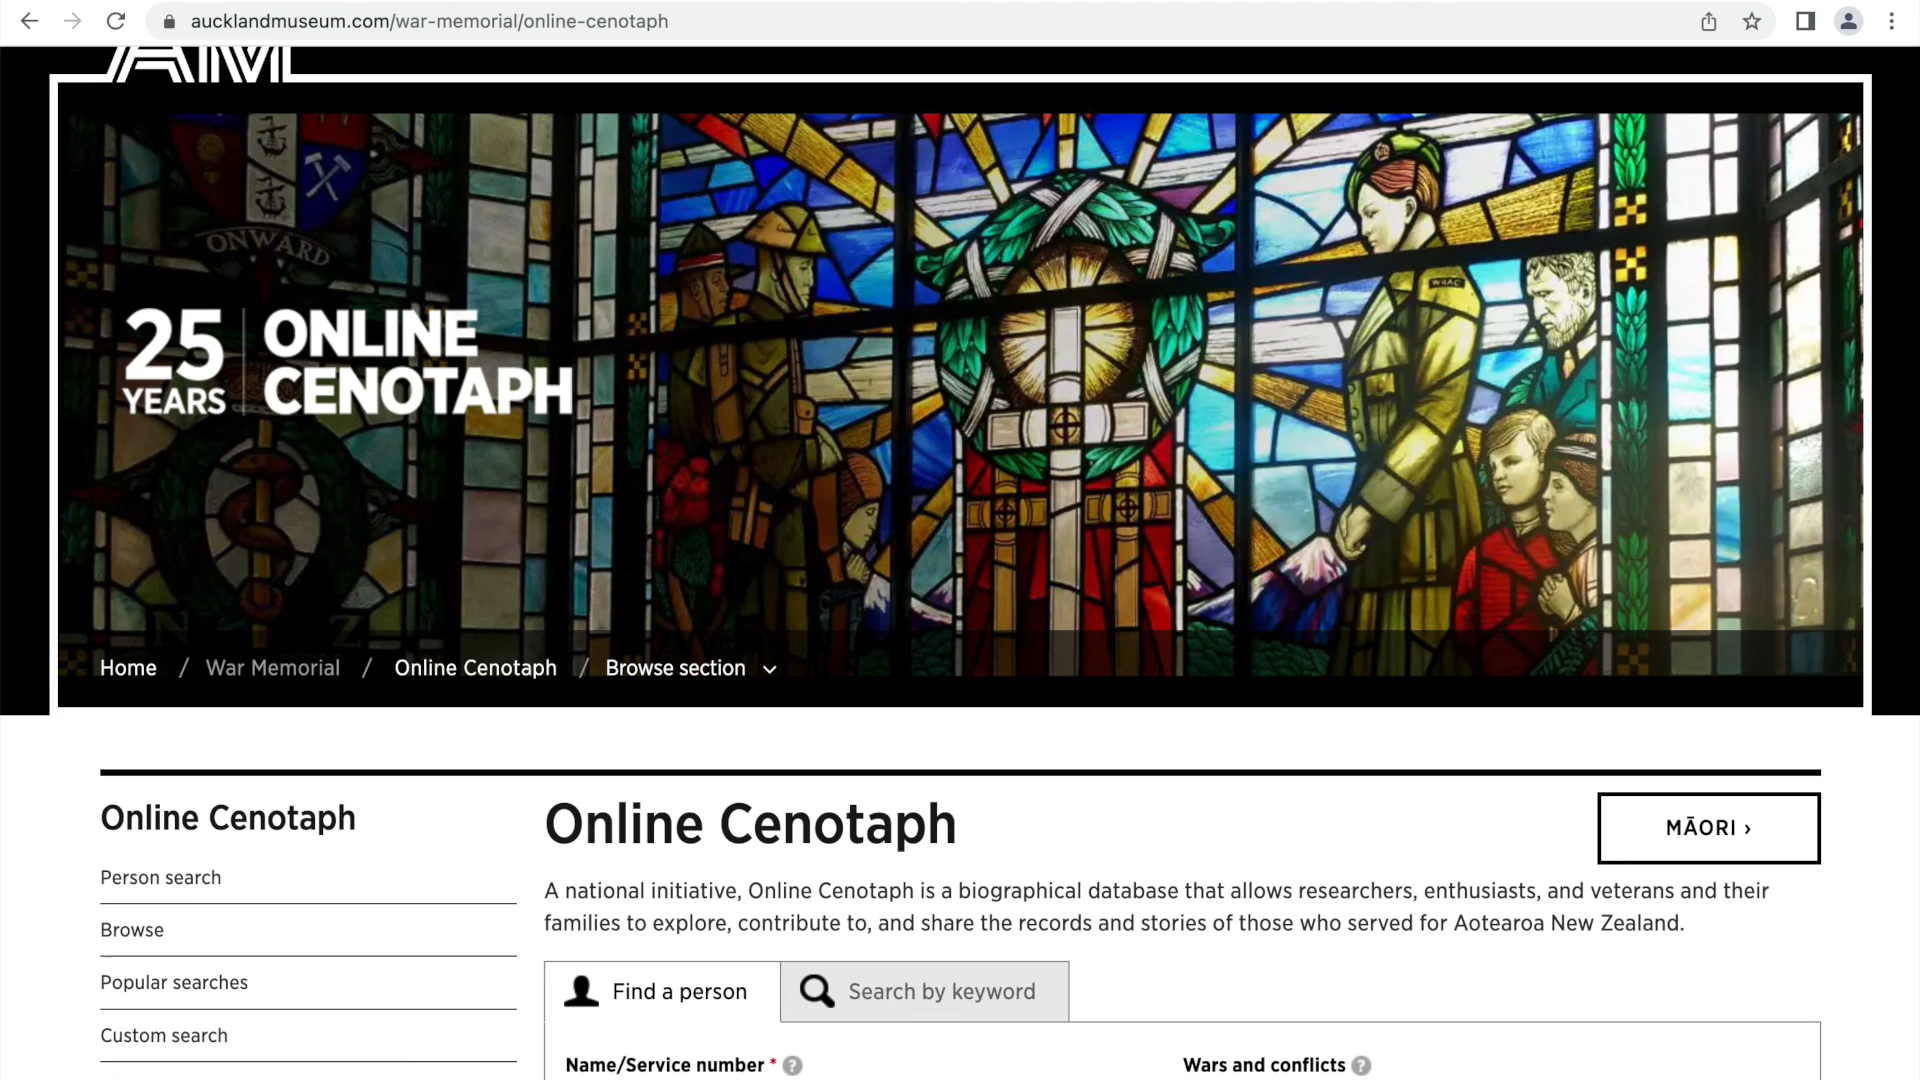 aucklandmuseum.com/war-memorial/online-cenotaph
AM
ONWARD
WRAC
25 YEARS
ONLINE CENOTAPH
N Z
Home / War Memorial / Online Cenotaph / Browse section
Online Cenotaph
Person search
Browse
Popular searches
Custom search
Online Cenotaph
MĀORI ›
A national initiative, Online Cenotaph is a biographical database that allows researchers, enthusiasts, and veterans and their
families to explore, contribute to, and share the records and stories of those who served for Aotearoa New Zealand.
Find a person
Search by keyword
Name/Service number * ?
Wars and conflicts ?